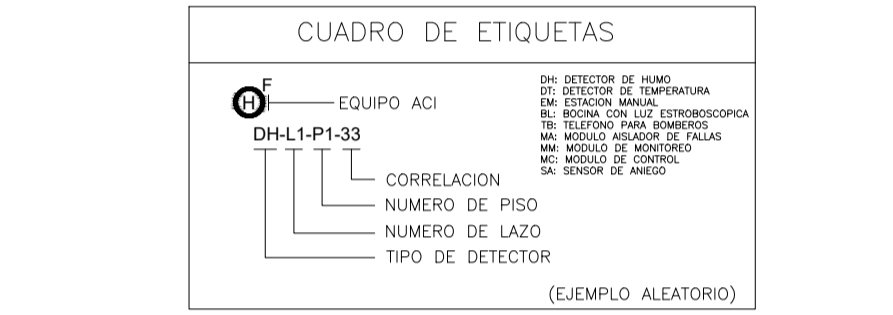 CUADRO DE ETIQUETAS
F
H
EQUIPO ACI
DH-L1-P1-33
CORRELACION
NUMERO DE PISO
NUMERO DE LAZO
TIPO DE DETECTOR
DH: DETECTOR DE HUMO
DT: DETECTOR DE TEMPERATURA
EM: ESTACION MANUAL
BL: BOCINA CON LUZ ESTROBOSCOPICA
TB: TELEFONO PARA BOMBEROS
MA: MODULO AISLADOR DE FALLAS
MM: MODULO DE MONITOREO
MC: MODULO DE CONTROL
SA: SENSOR DE ANIEGO
(EJEMPLO ALEATORIO)